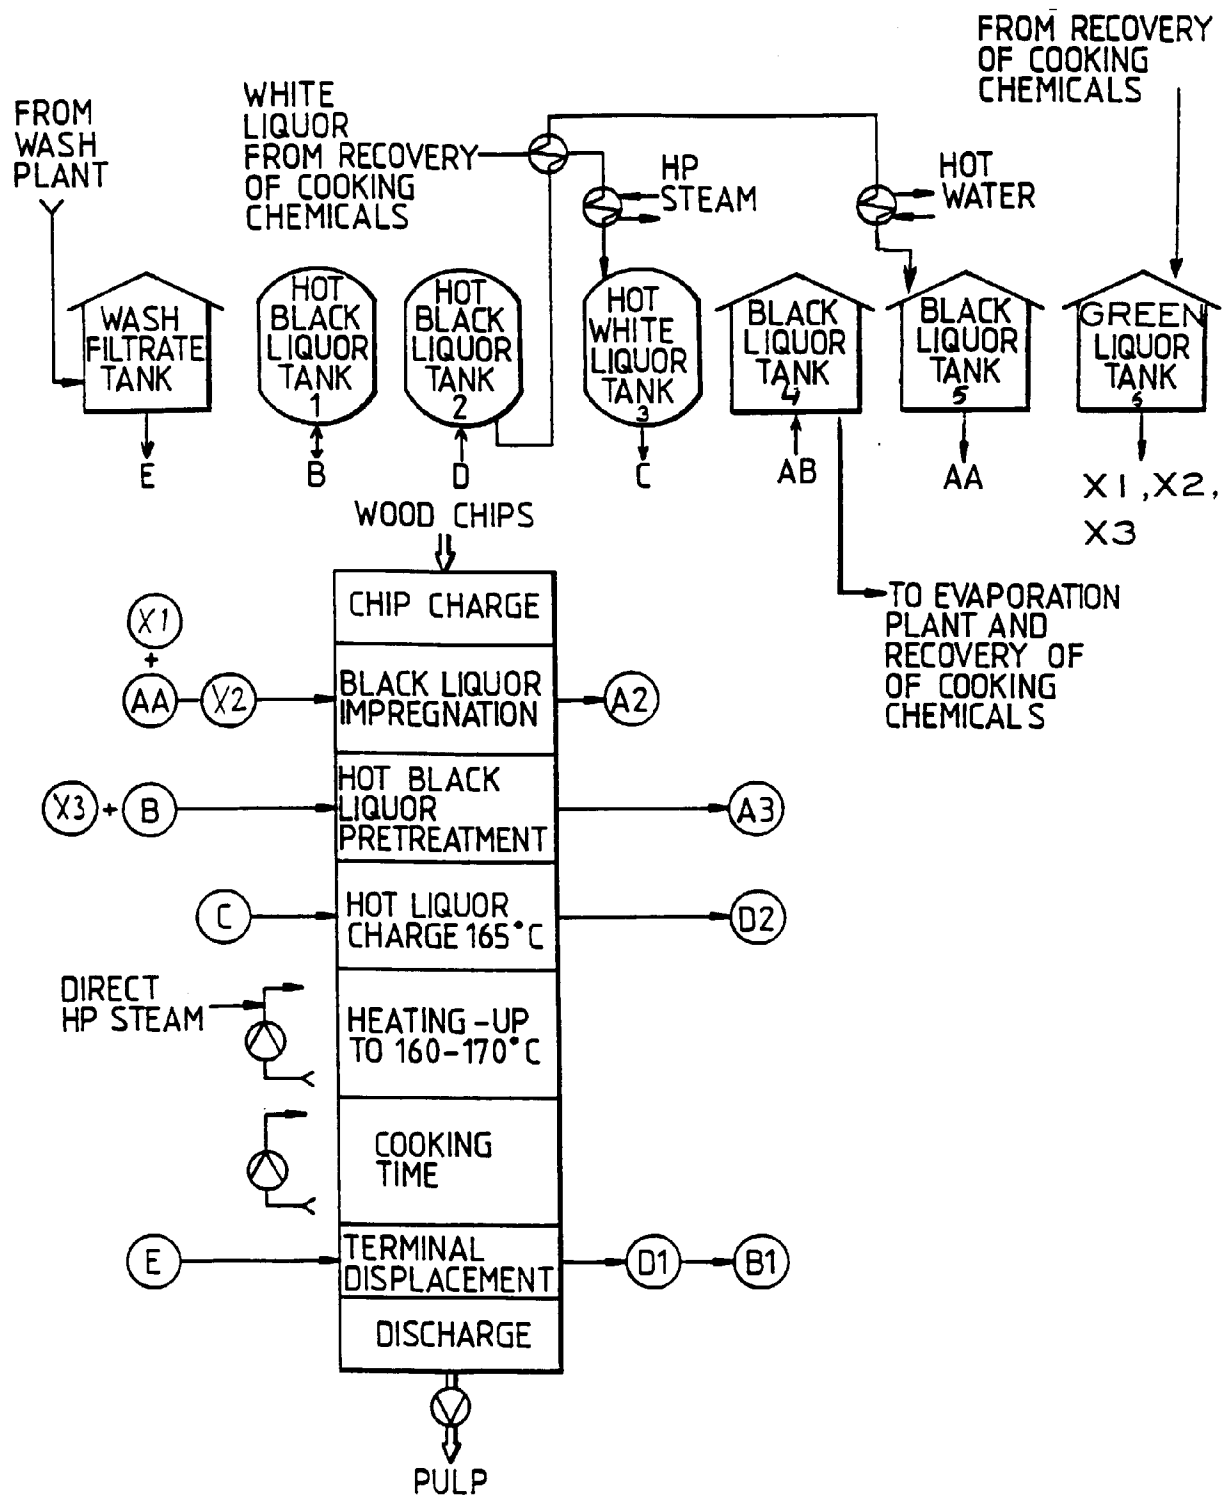 FROM RECOVERY
OF COOKING
CHEMICALS
WHITE
LIQUOR
FROM RECOVERY
OF COOKING
CHEMICALS
FROM
WASH
PLANT
HP
STEAM
HOT
WATER
WASH
FILTRATE
TANK
HOT
BLACK
LIQUOR
TANK
1
HOT
BLACK
LIQUOR
TANK
2
HOT
WHITE
LIQUOR
TANK
3
BLACK
LIQUOR
TANK
4
BLACK
LIQUOR
TANK
5
GREEN
LIQUOR
TANK
6
E
B
D
C
AB
AA
X1,X2,
X3
WOOD CHIPS
TO EVAPORATION
PLANT AND
RECOVERY OF
OF COOKING
CHEMICALS
CHIP CHARGE
X1
+
AA
X2
BLACK LIQUOR
IMPREGNATION
A2
X3 + B
HOT BLACK
LIQUOR
PRETREATMENT
A3
C
HOT LIQUOR
CHARGE 165°C
D2
DIRECT
HP STEAM
HEATING-UP
TO 160-170°C
COOKING
TIME
E
TERMINAL
DISPLACEMENT
D1
B1
DISCHARGE
PULP